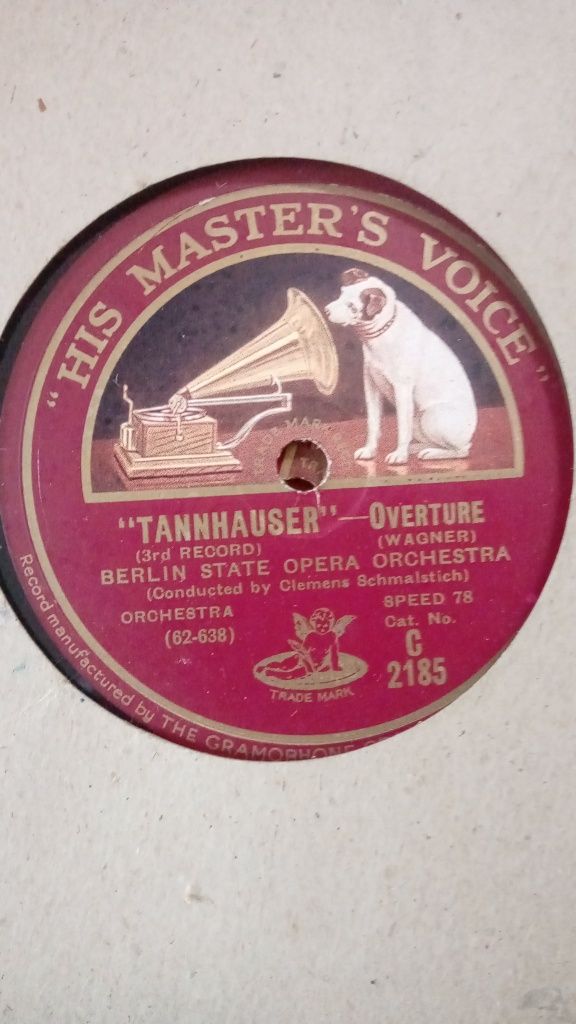 "HIS MASTER'S VOICE"
"TANNHAUSER"—OVERTURE
(3rd RECORD) (WAGNER)
BERLIN STATE OPERA ORCHESTRA
(Conducted by Clemens Schmalstich)
ORCHESTRA SPEED 78
(62-638) Cat. No.
C
2185
TRADE MARK
Record manufactured by THE GRAMOPHONE